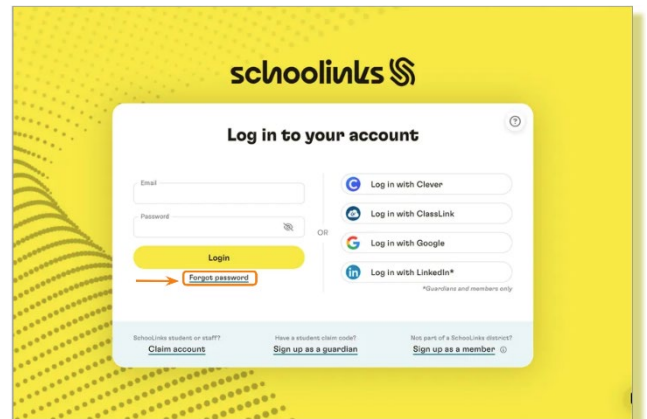 schoolinks
Log in to your account
Email
Password
Login
Forgot password
OR
Log in with Clever
Log in with ClassLink
Log in with Google
Log in with LinkedIn*
*Guardians and members only
SchooLinks student or staff?
Claim account
Have a student claim code?
Sign up as a guardian
Not part of a SchooLinks district?
Sign up as a member